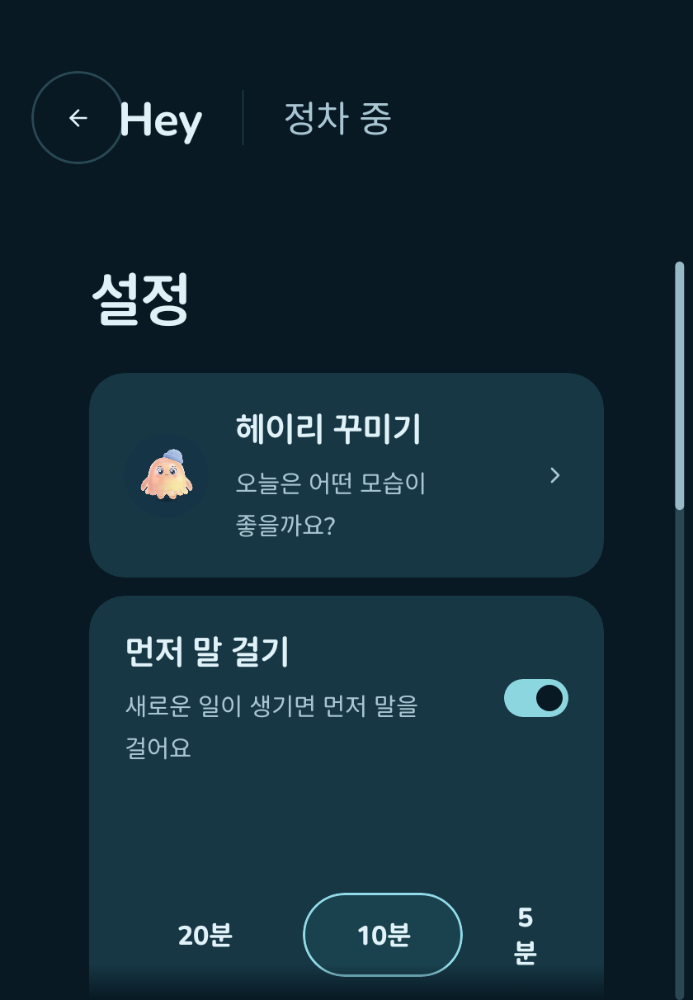 Hey
정차 중
설정
헤이리 꾸미기
오늘은 어떤 모습이
좋을까요?
먼저 말 걸기
새로운 일이 생기면 먼저 말을
걸어요
20분
10분
5
분